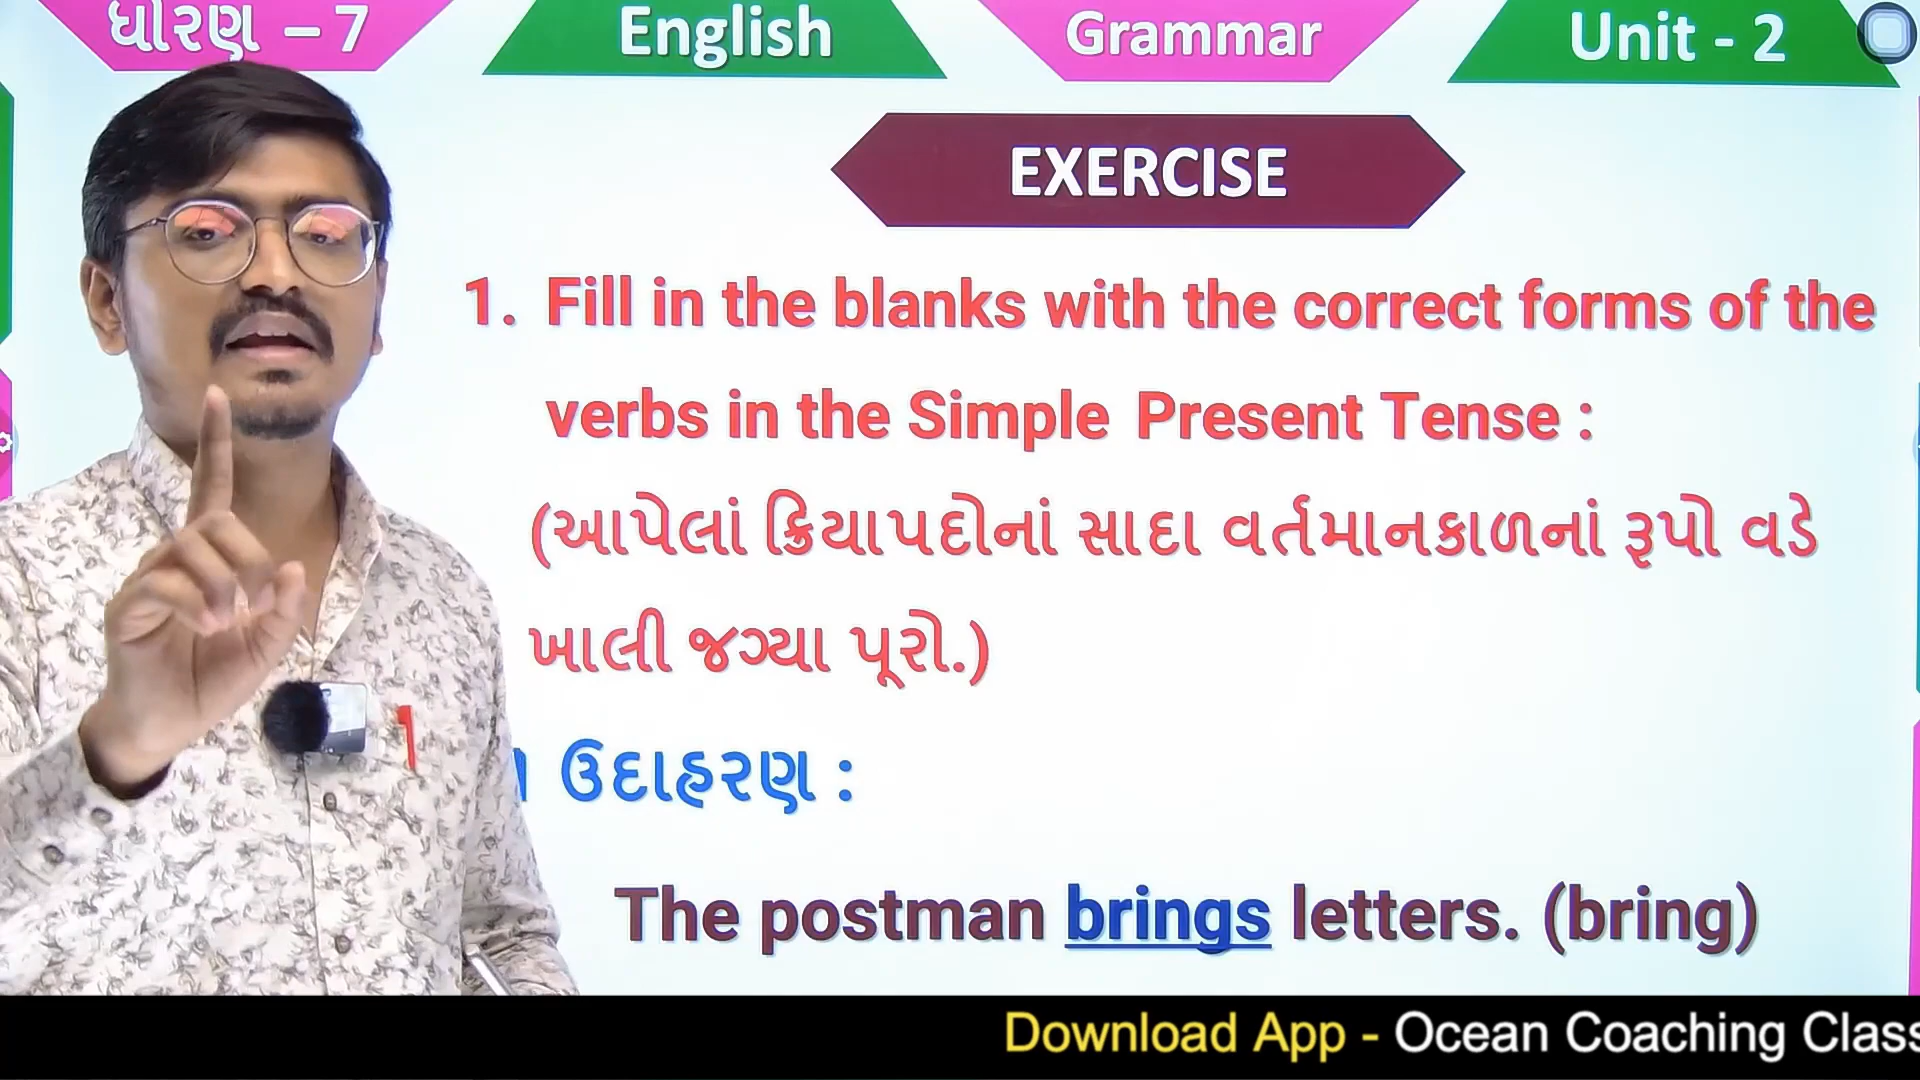 ધોરણ – 7
English
Grammar
Unit - 2
EXERCISE
1. Fill in the blanks with the correct forms of the
verbs in the Simple Present Tense :
(આપેલાં ક્રિયાપદોનાં સાદા વર્તમાનકાળનાં રૂપો વડે
ખાલી જગ્યા પૂરો.)
ઉદાહરણ :
The postman brings letters. (bring)
Download App - Ocean Coaching Class